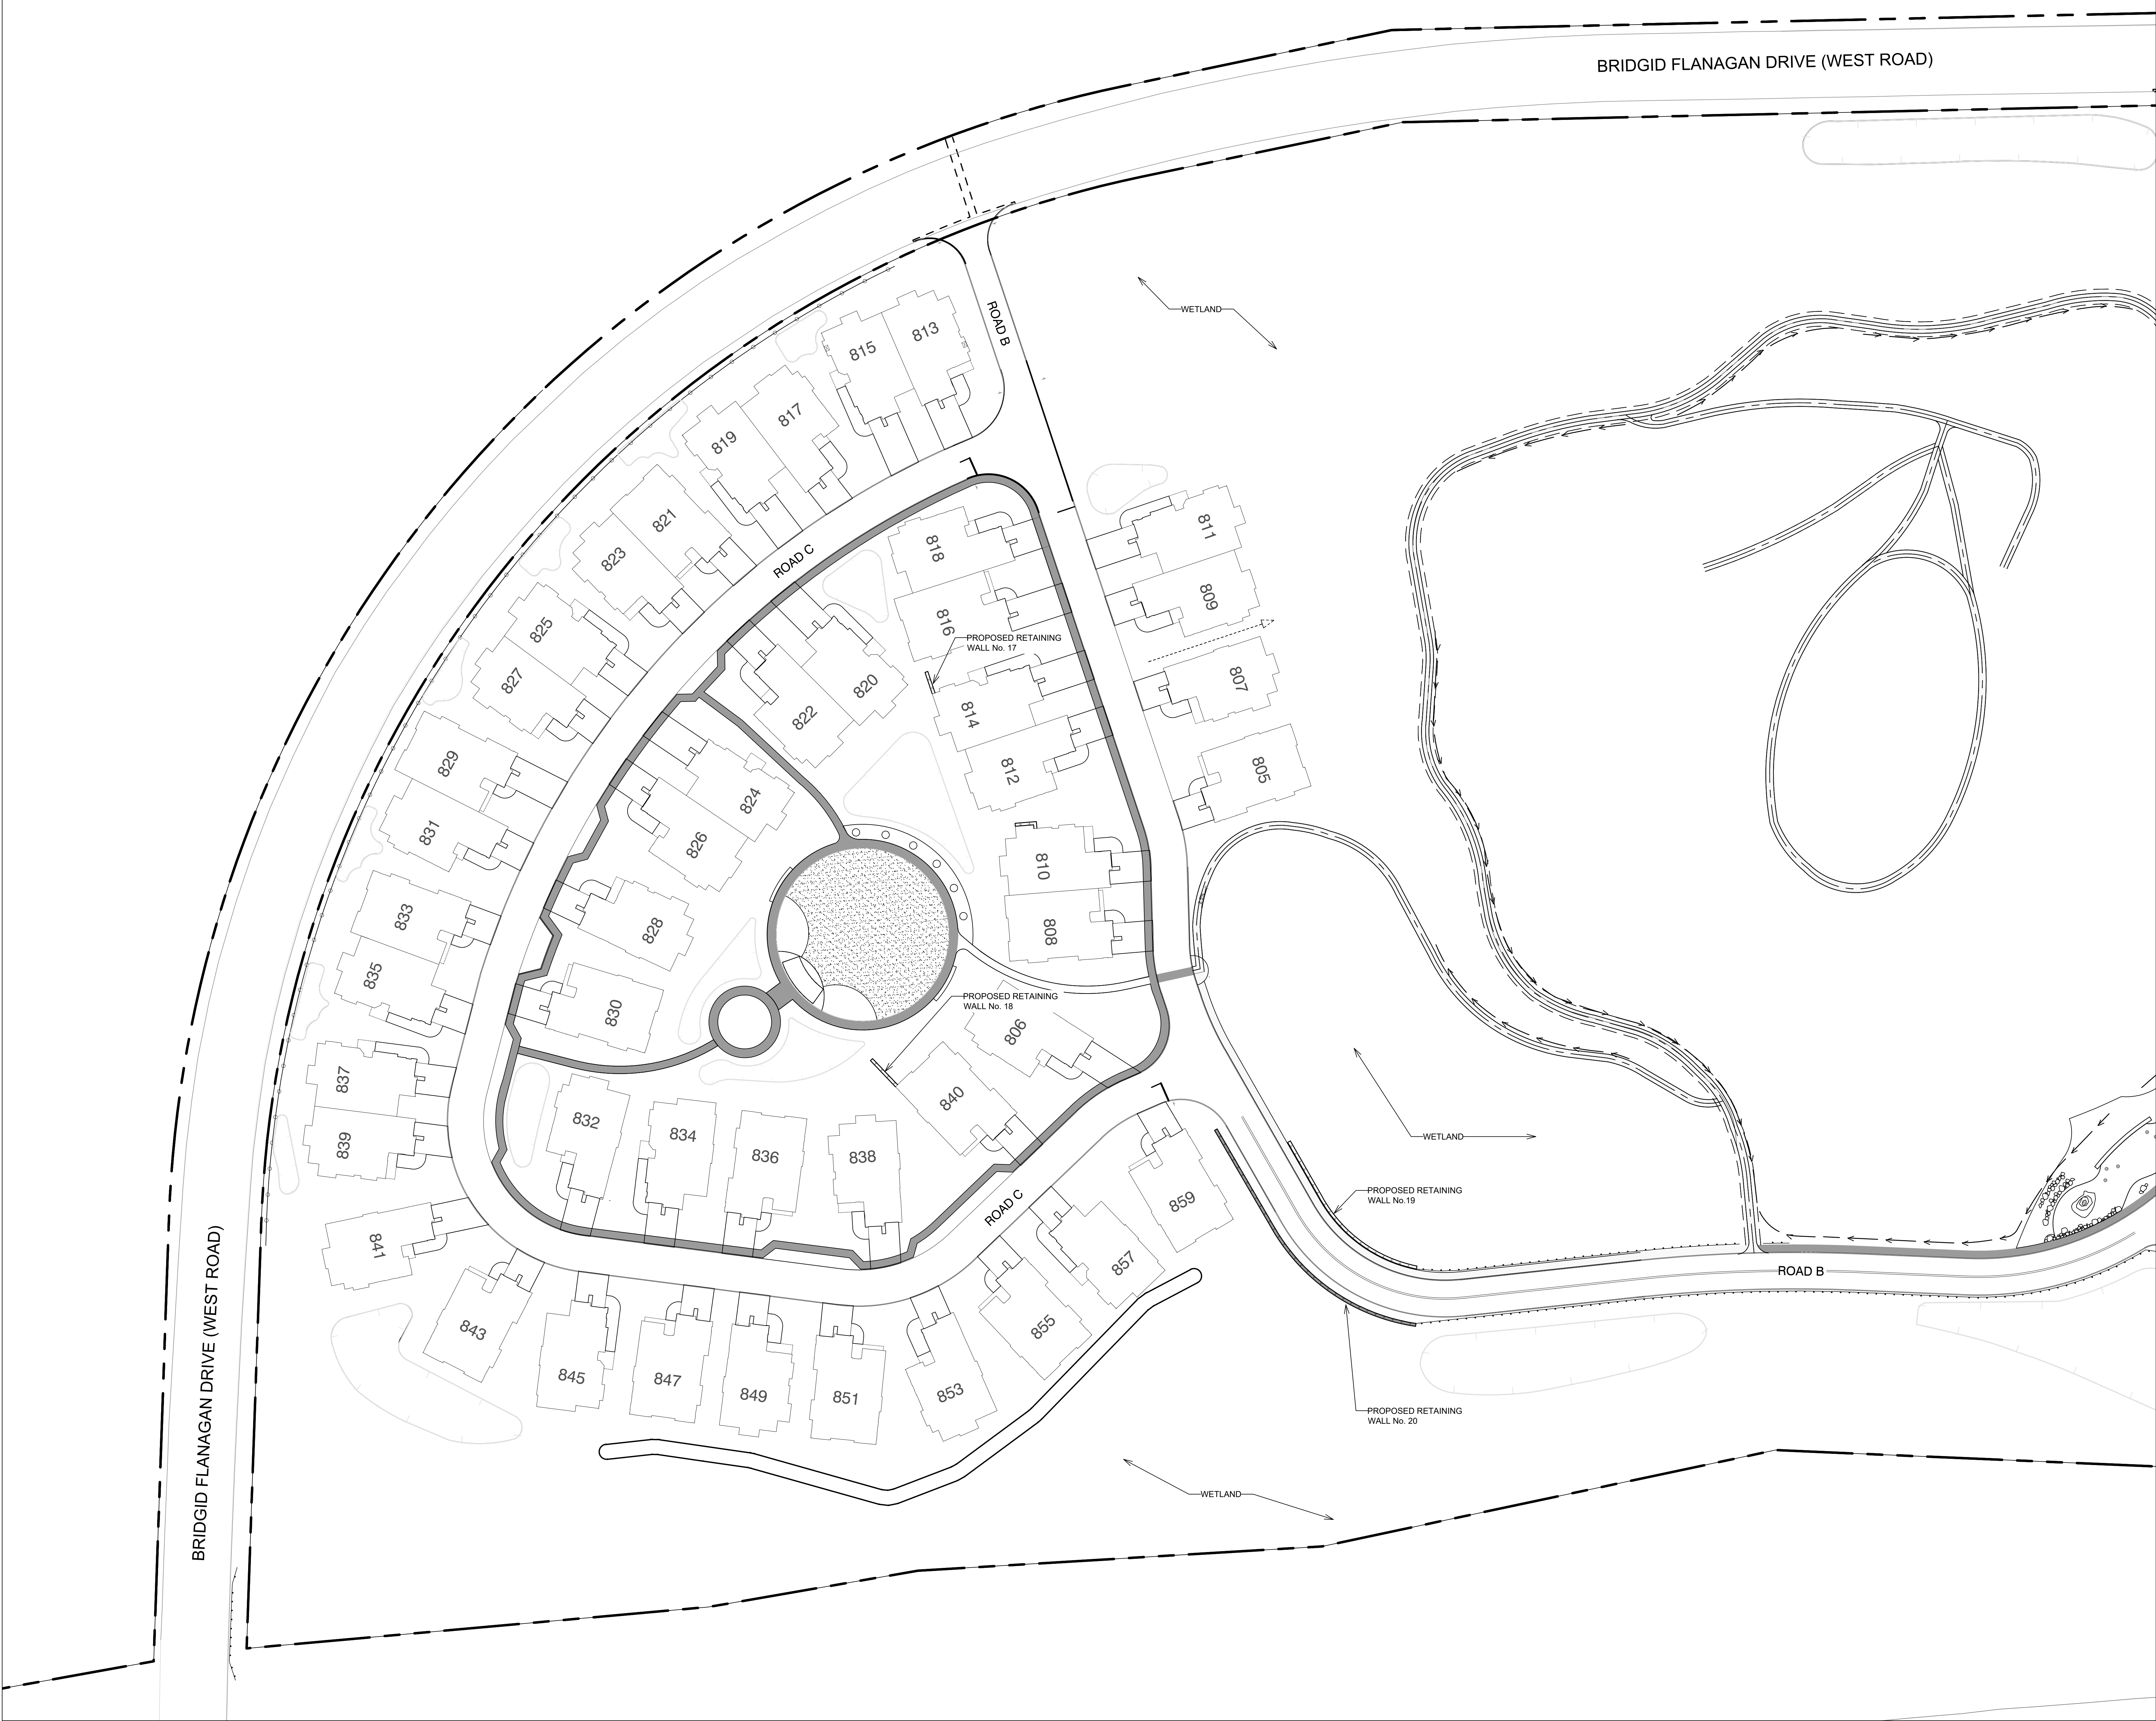 BRIDGID FLANAGAN DRIVE (WEST ROAD)
WETLAND
ROAD B
813
815
817
819
821
823
825
827
829
831
833
835
837
839
841
843
845
847
849
851
853
855
857
859
ROAD C
818
816
PROPOSED RETAINING
WALL No. 17
814
812
810
808
806
811
809
807
805
820
822
824
826
828
830
832
834
836
838
840
PROPOSED RETAINING
WALL No. 18
ROAD C
WETLAND
PROPOSED RETAINING
WALL No.19
ROAD B
PROPOSED RETAINING
WALL No. 20
WETLAND
BRIDGID FLANAGAN DRIVE (WEST ROAD)